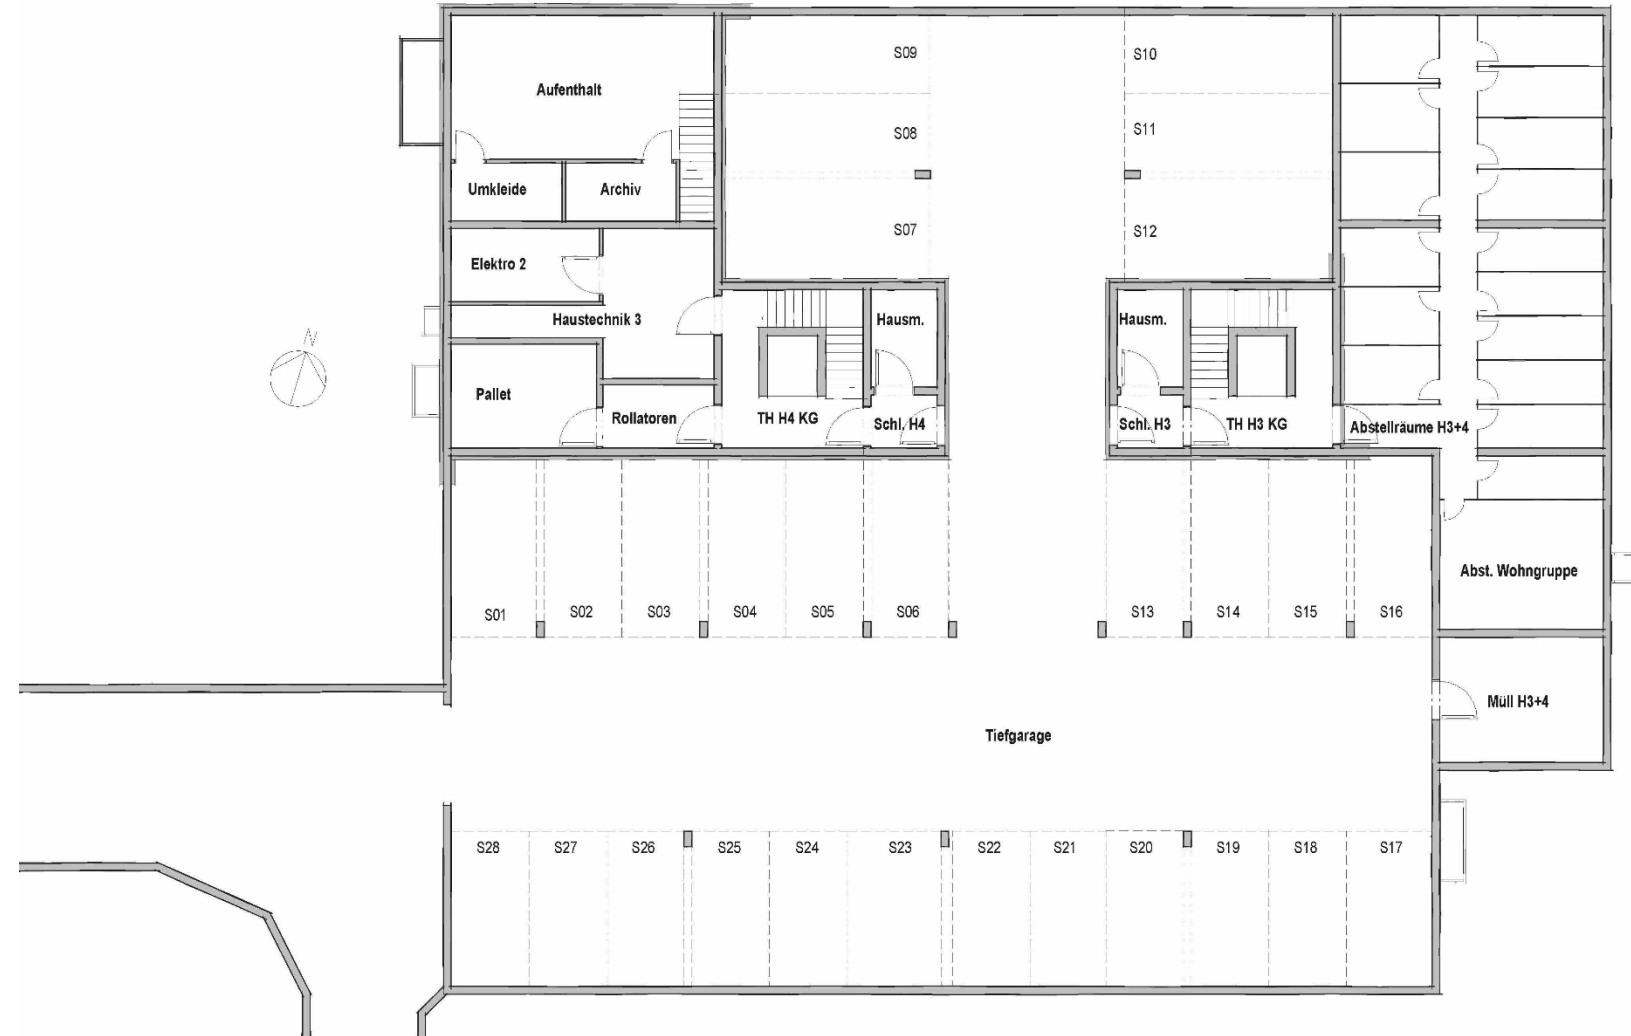 S09
S10
Aufenthalt
S08
S11
Umkleide
Archiv
S07
S12
Elektro 2
Haustechnik 3
Hausm.
Hausm.
N
Pallet
Rollatoren
TH H4 KG
Schl. H4
Schl. H3
TH H3 KG
Abstellräume H3+4
Abst. Wohngruppe
S01
S02
S03
S04
S05
S06
S13
S14
S15
S16
Müll H3+4
Tiefgarage
S28
S27
S26
S25
S24
S23
S22
S21
S20
S19
S18
S17